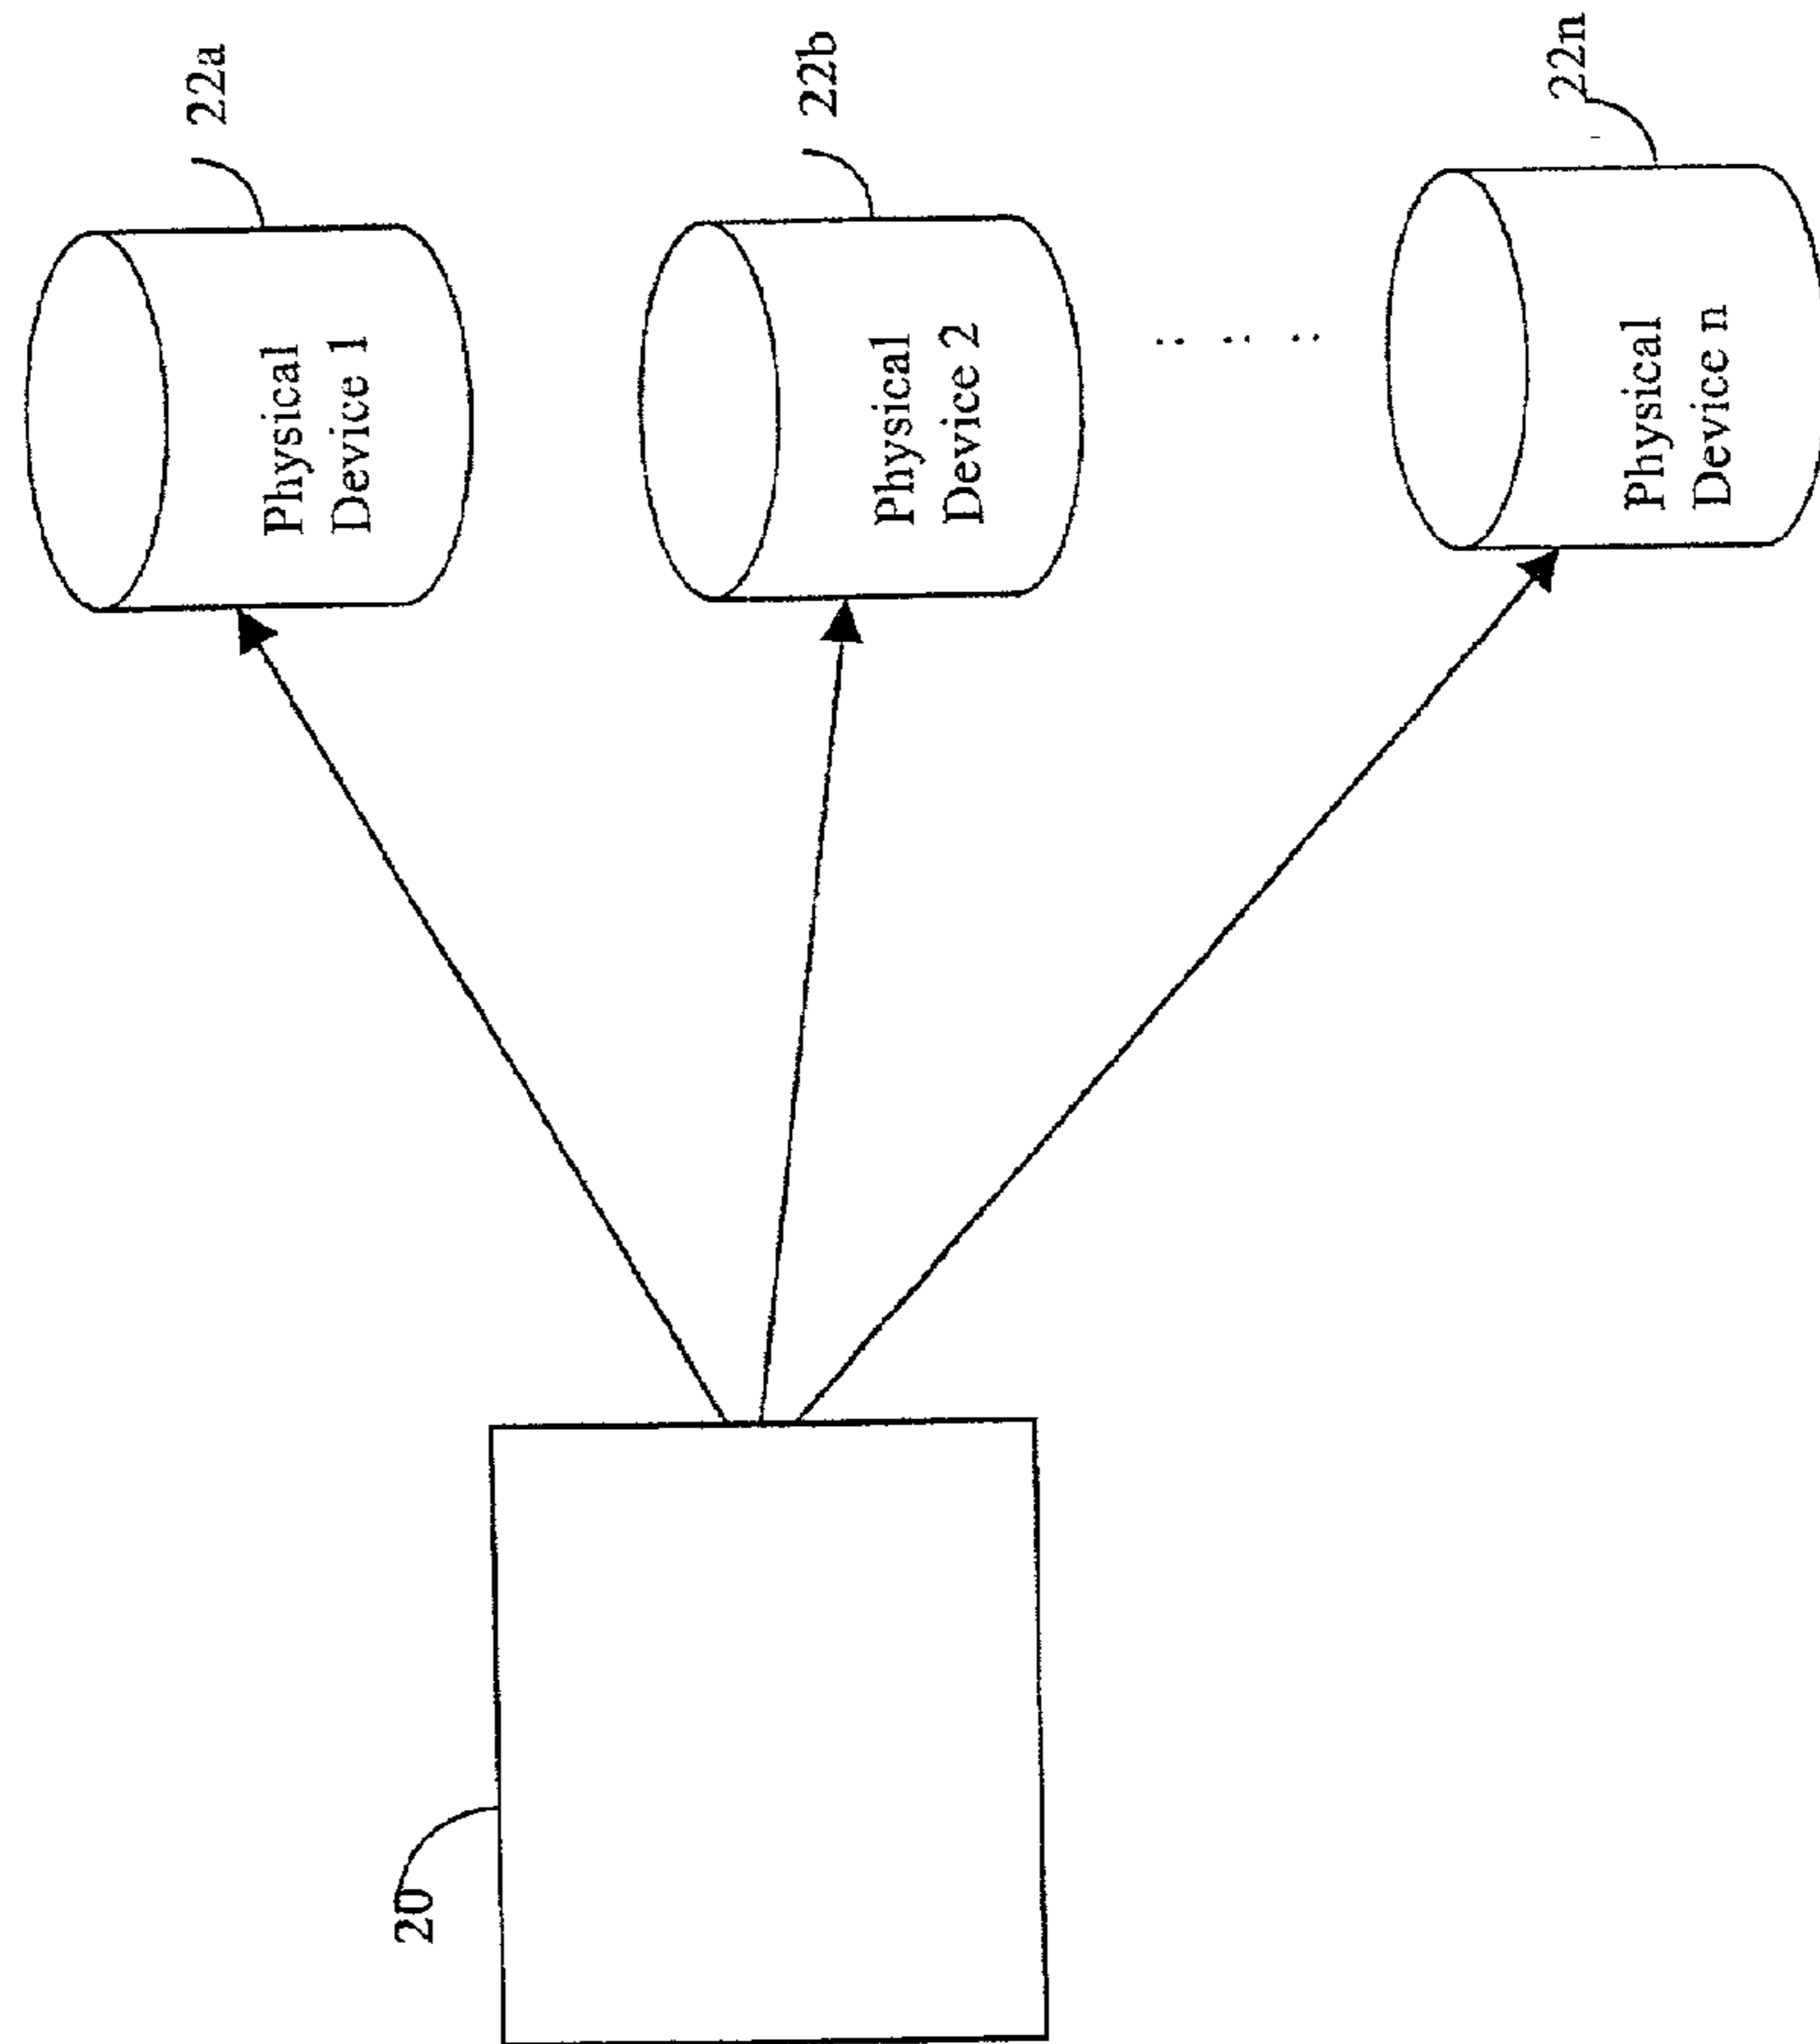 22a
Physical
Device 1
22b
Physical
Device 2
22n
Physical
Device n
20